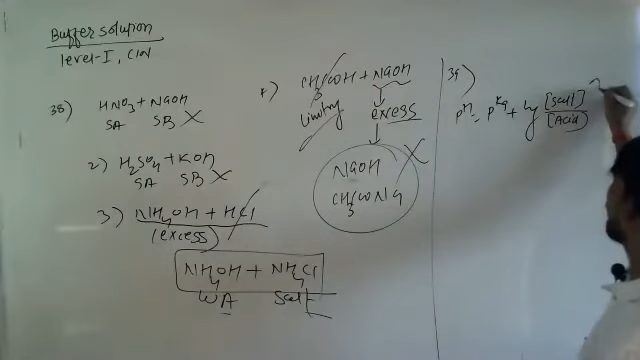 Buffer solution
level-I, CW
38) HNO3 + NaOH
SA SB X
2) H2SO4 + KOH
SA SB X
3) NH4OH + HCl
(excess)
NH4OH + NH4Cl
WA Salt
4) CH3COOH + NaOH
limiting excess
NaOH X
CH3COONa
39)
pH = pKa + log [Salt]
[Acid]